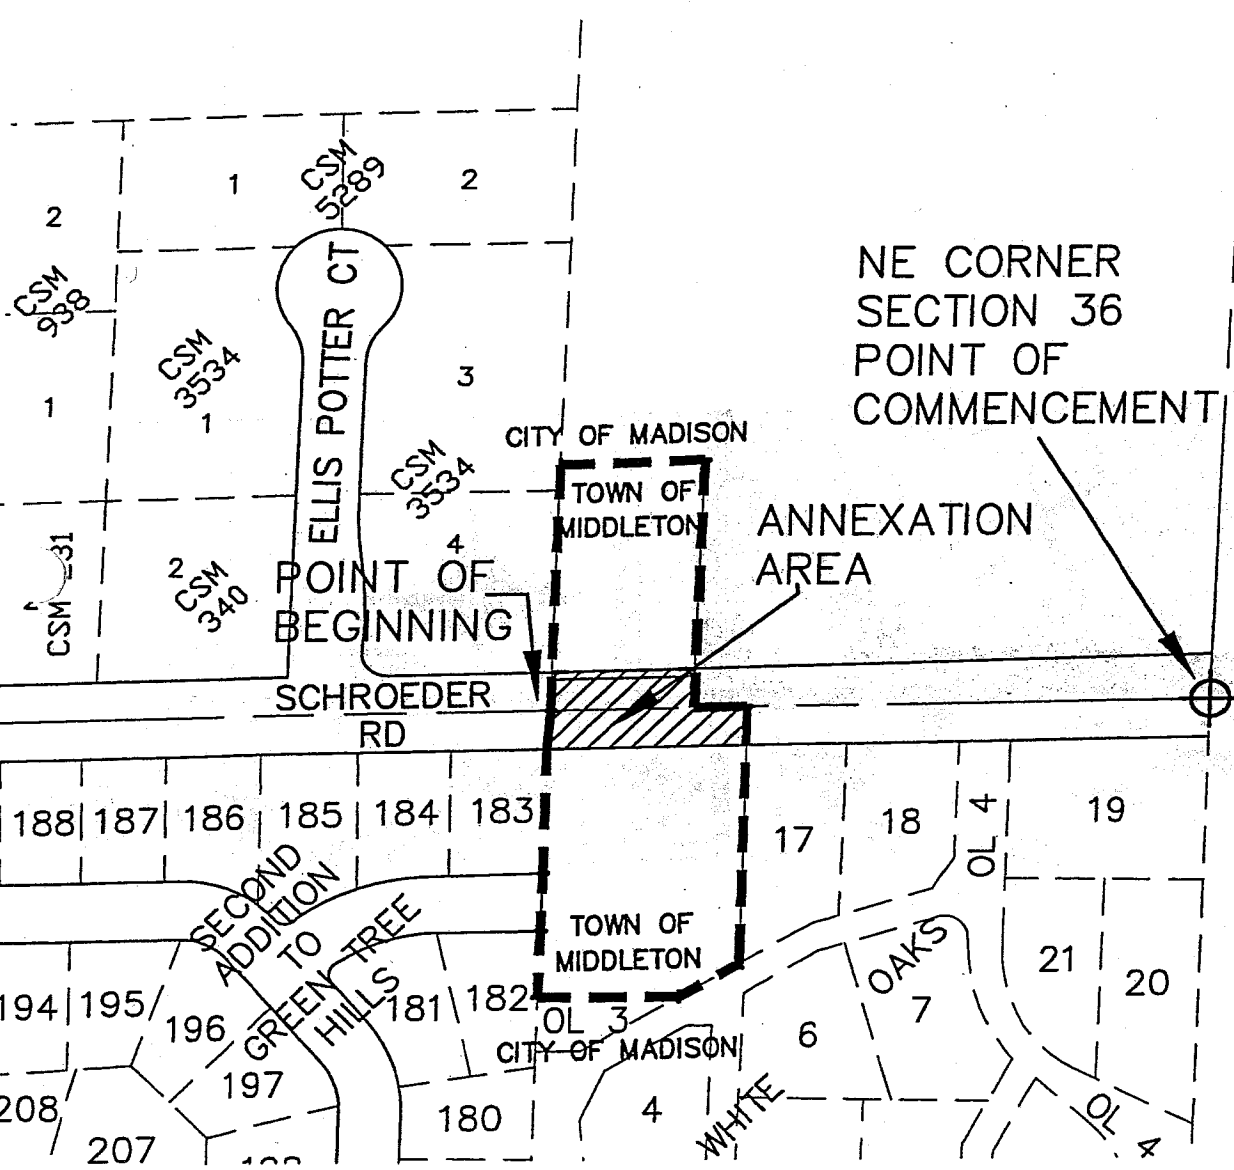 1
CSM
5289
2
2
CSM
938
1
CSM
3534
1
ELLIS POTTER CT
3
CSM
3534
4
NE CORNER
SECTION 36
POINT OF
COMMENCEMENT
CITY OF MADISON
TOWN OF
MIDDLETON
ANNEXATION
AREA
CSM
2
CSM
340
POINT OF
BEGINNING
SCHROEDER
RD
188
187
186
185
184
183
17
18
OL 4
19
SECOND
ADDITION
TO
GREEN TREE
HILLS
TOWN OF
MIDDLETON
OL 3
CITY OF MADISON
194
195
196
197
181
182
180
208
207
4
6
7
WHITE
OAKS
21
20
OL 4